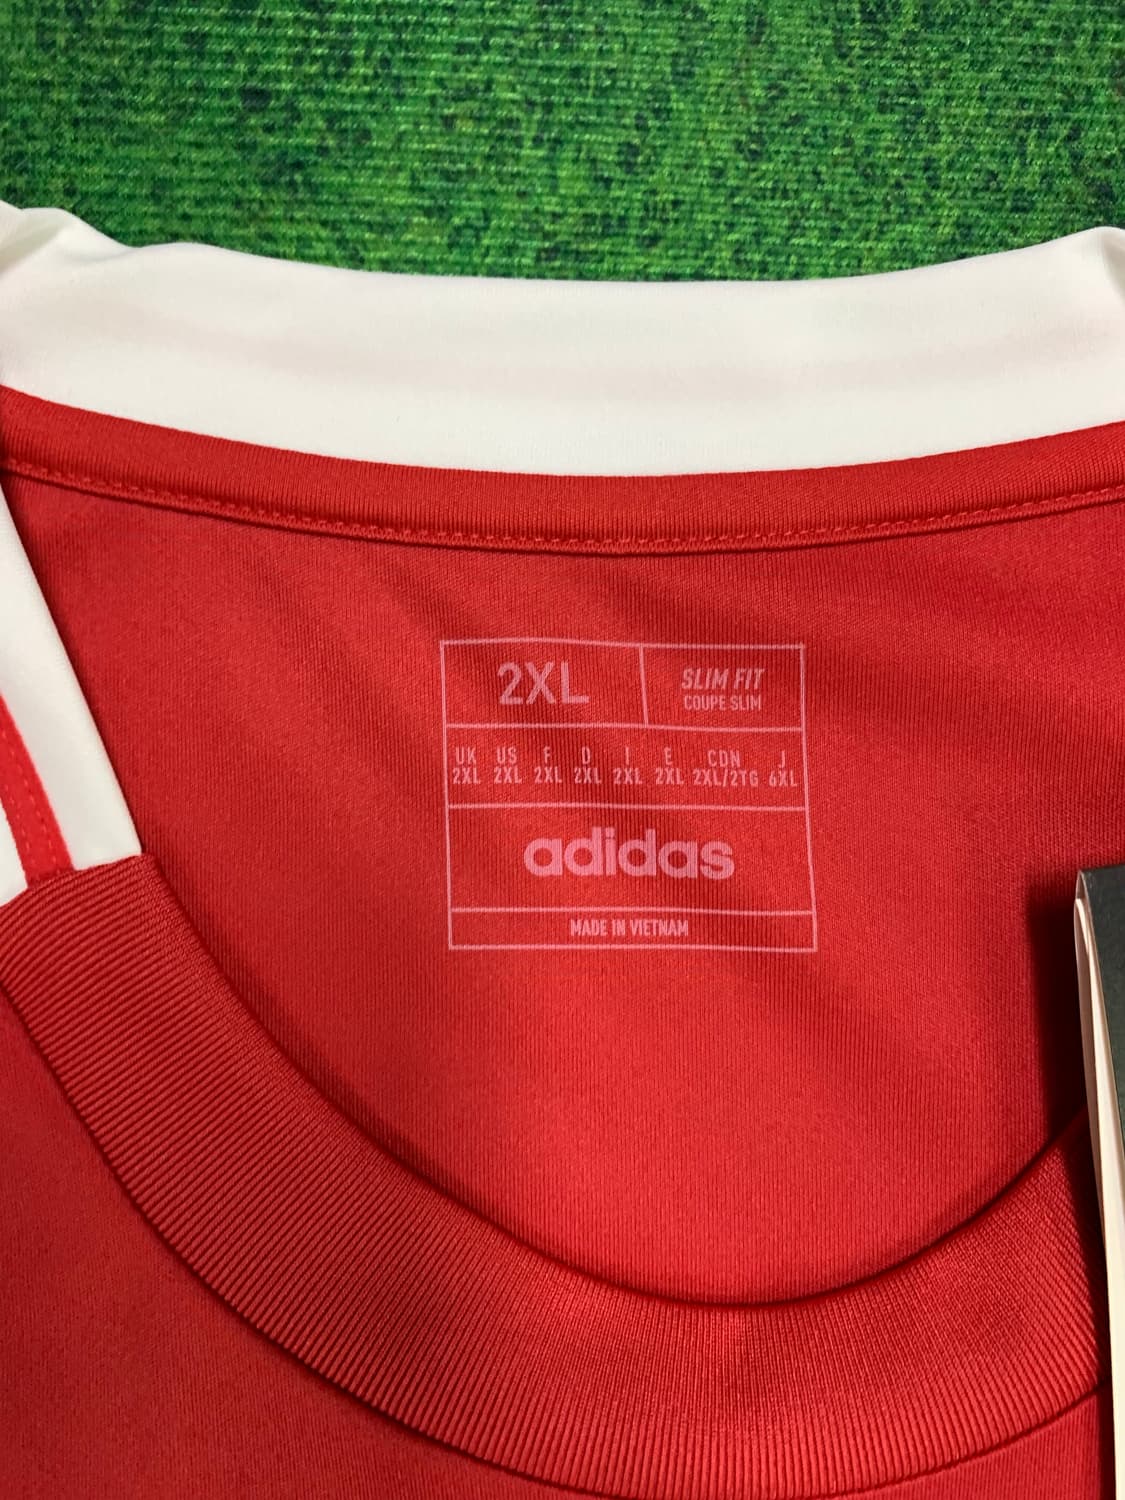 2XL
SLIM FIT
COUPE SLIM
UK US F D I E CDN J
2XL 2XL 2XL 2XL 2XL 2XL 2XL/2TG 6XL
adidas
MADE IN VIETNAM